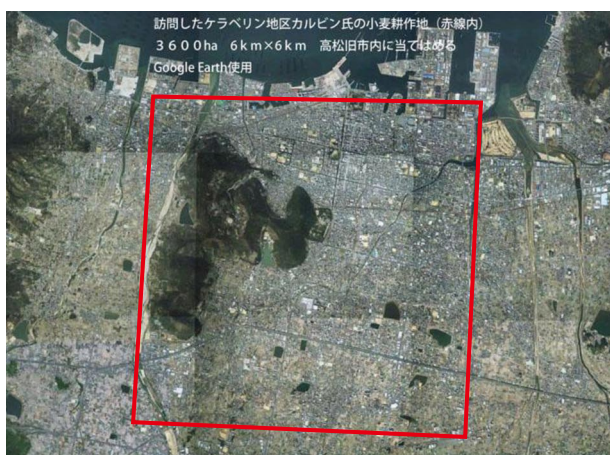 訪問したケラベリン地区カルビン氏の小麦耕作地（赤線内）
３６００ha　6ｋｍ×6ｋｍ　高松旧市内に当てはめる
Google Earth使用